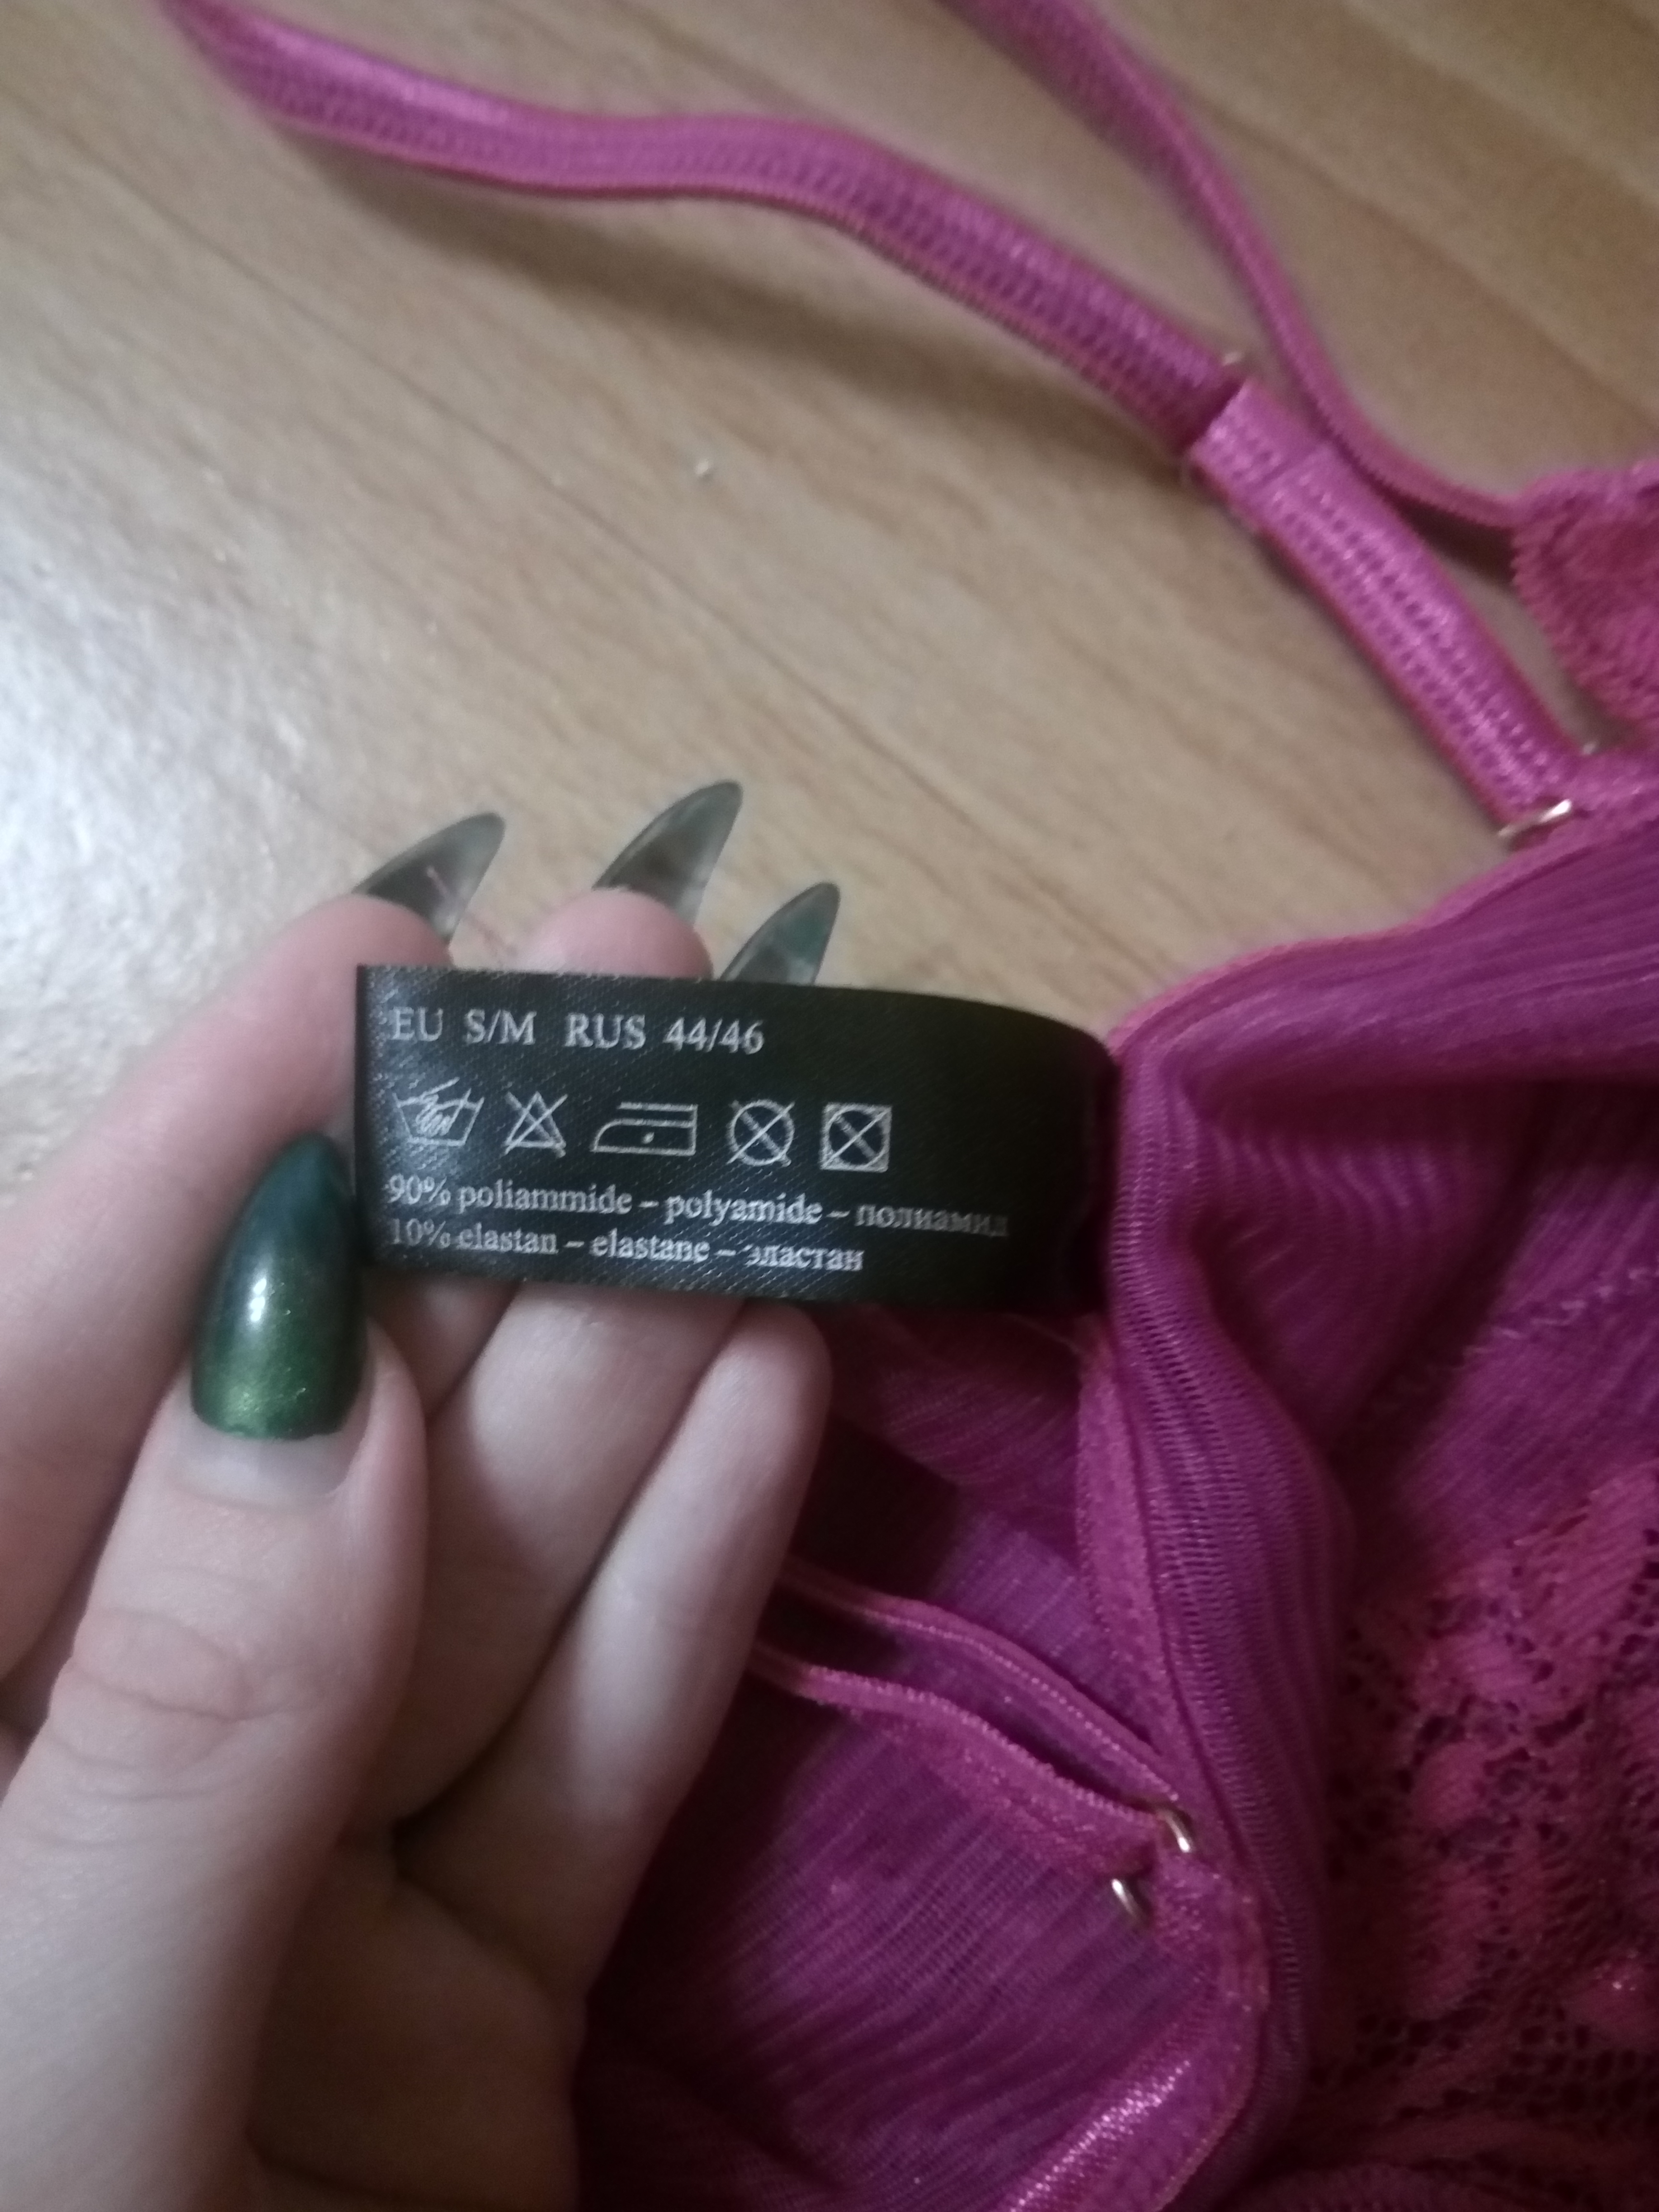 EU S/M RUS 44/46
90% poliammide – polyamide – полиамид
10% elastan – elastane – эластан